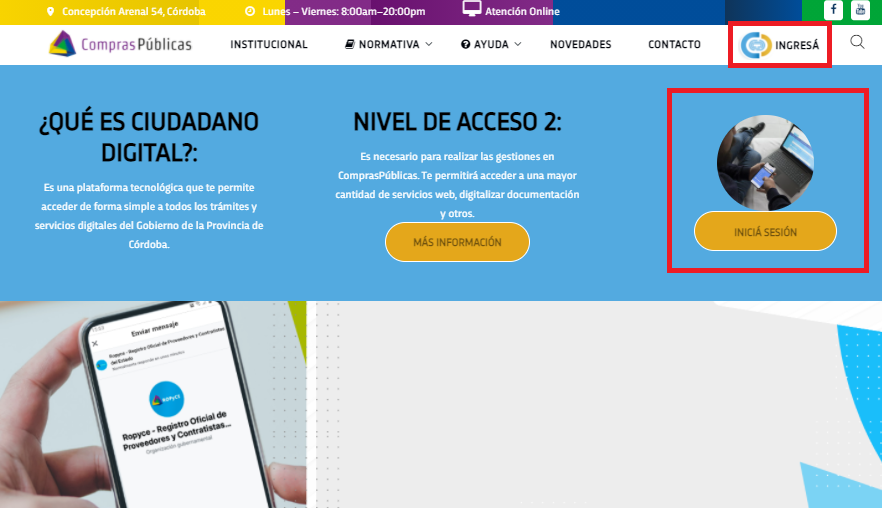 Concepción Arenal 54, Córdoba
Lunes – Viernes: 8:00am–20:00pm
Atención Online
ComprasPúblicas
INSTITUCIONAL
NORMATIVA
AYUDA
NOVEDADES
CONTACTO
INGRESÁ
¿QUÉ ES CIUDADANO
DIGITAL?:
Es una plataforma tecnológica que te permite
acceder de forma simple a todos los trámites y
servicios digitales del Gobierno de la Provincia de
Córdoba.
NIVEL DE ACCESO 2:
Es necesario para realizar las gestiones en
ComprasPúblicas. Te permitirá acceder a una mayor
cantidad de servicios web, digitalizar documentación
y otros.
MÁS INFORMACIÓN
INICIÁ SESIÓN
Enviar mensaje
Ropyce - Registro Oficial de Proveedores y Contratistas
del Estado
ROPyCE
Ropyce - Registro Oficial de
Proveedores y Contratistas...
Organización gubernamental